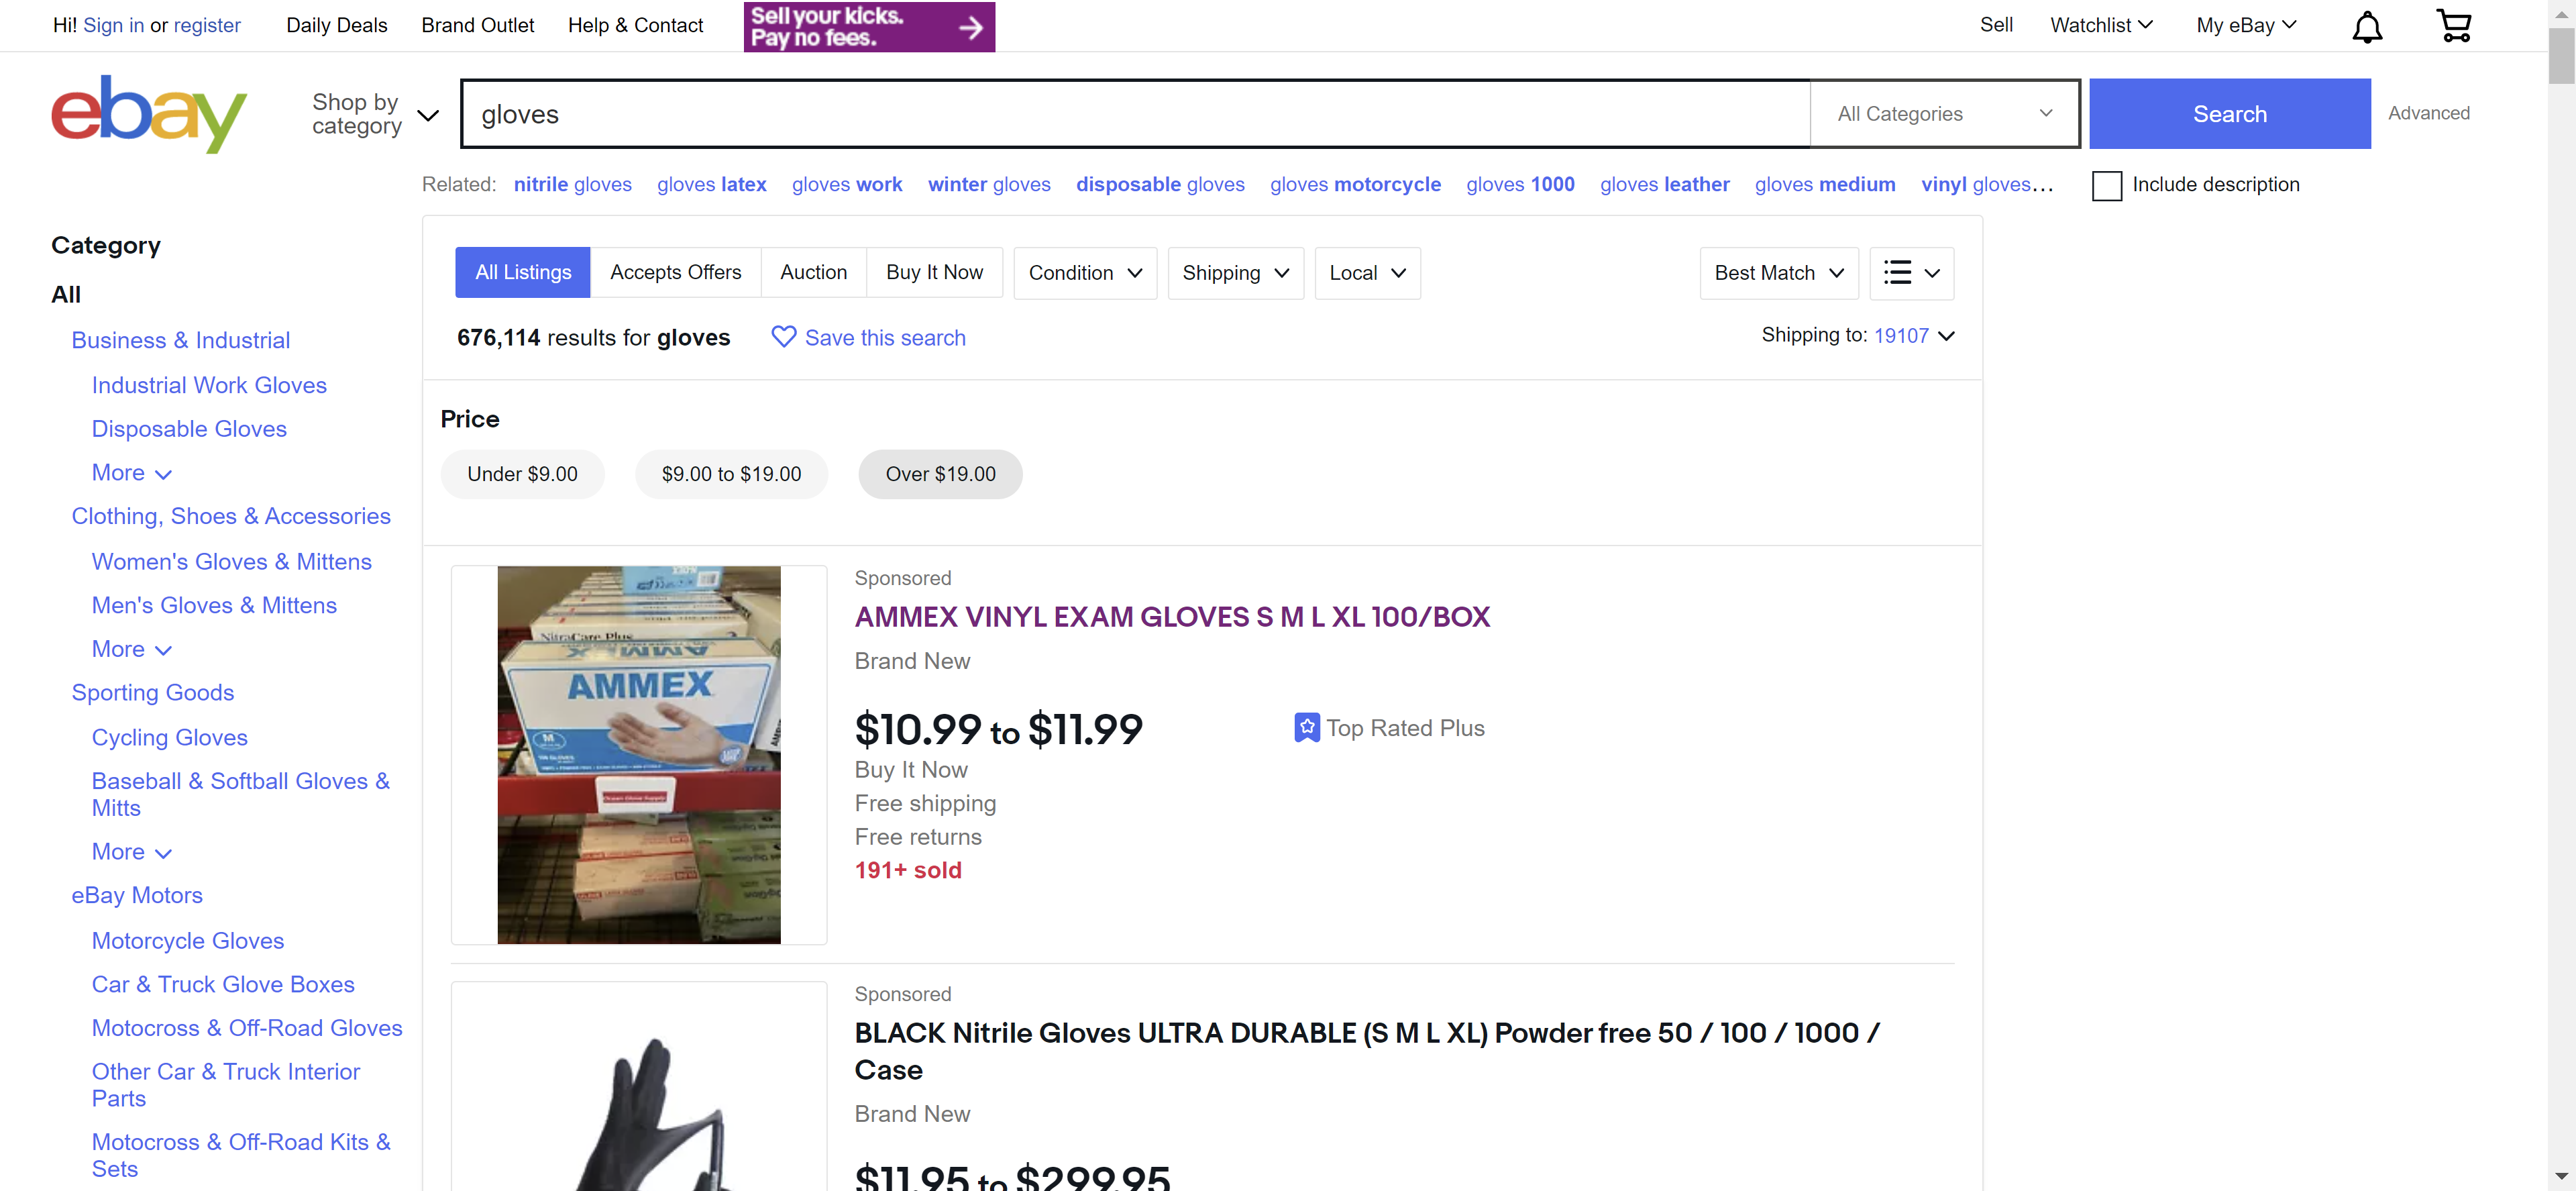 Hi! Sign in or register
Daily Deals
Brand Outlet
Help & Contact
Sell your kicks.
Pay no fees.
Sell
Watchlist
My eBay
ebay
Shop by
category
gloves
All Categories
Search
Advanced
Related: nitrile gloves gloves latex gloves work winter gloves disposable gloves gloves motorcycle gloves 1000 gloves leather gloves medium vinyl gloves...
Include description
Category
All
Business & Industrial
Industrial Work Gloves
Disposable Gloves
More
Clothing, Shoes & Accessories
Women's Gloves & Mittens
Men's Gloves & Mittens
More
Sporting Goods
Cycling Gloves
Baseball & Softball Gloves &
Mitts
More
eBay Motors
Motorcycle Gloves
Car & Truck Glove Boxes
Motocross & Off-Road Gloves
Other Car & Truck Interior
Parts
Motocross & Off-Road Kits &
Sets
All Listings
Accepts Offers
Auction
Buy It Now
Condition
Shipping
Local
Best Match
676,114 results for gloves
Save this search
Shipping to: 19107
Price
Under $9.00
$9.00 to $19.00
Over $19.00
NitraCare Plus
AMMEX
AMMEX
M
Sponsored
AMMEX VINYL EXAM GLOVES S M L XL 100/BOX
Brand New
$10.99 to $11.99
Top Rated Plus
Buy It Now
Free shipping
Free returns
191+ sold
Sponsored
BLACK Nitrile Gloves ULTRA DURABLE (S M L XL) Powder free 50 / 100 / 1000 /
Case
Brand New
$11.95 to $299.95